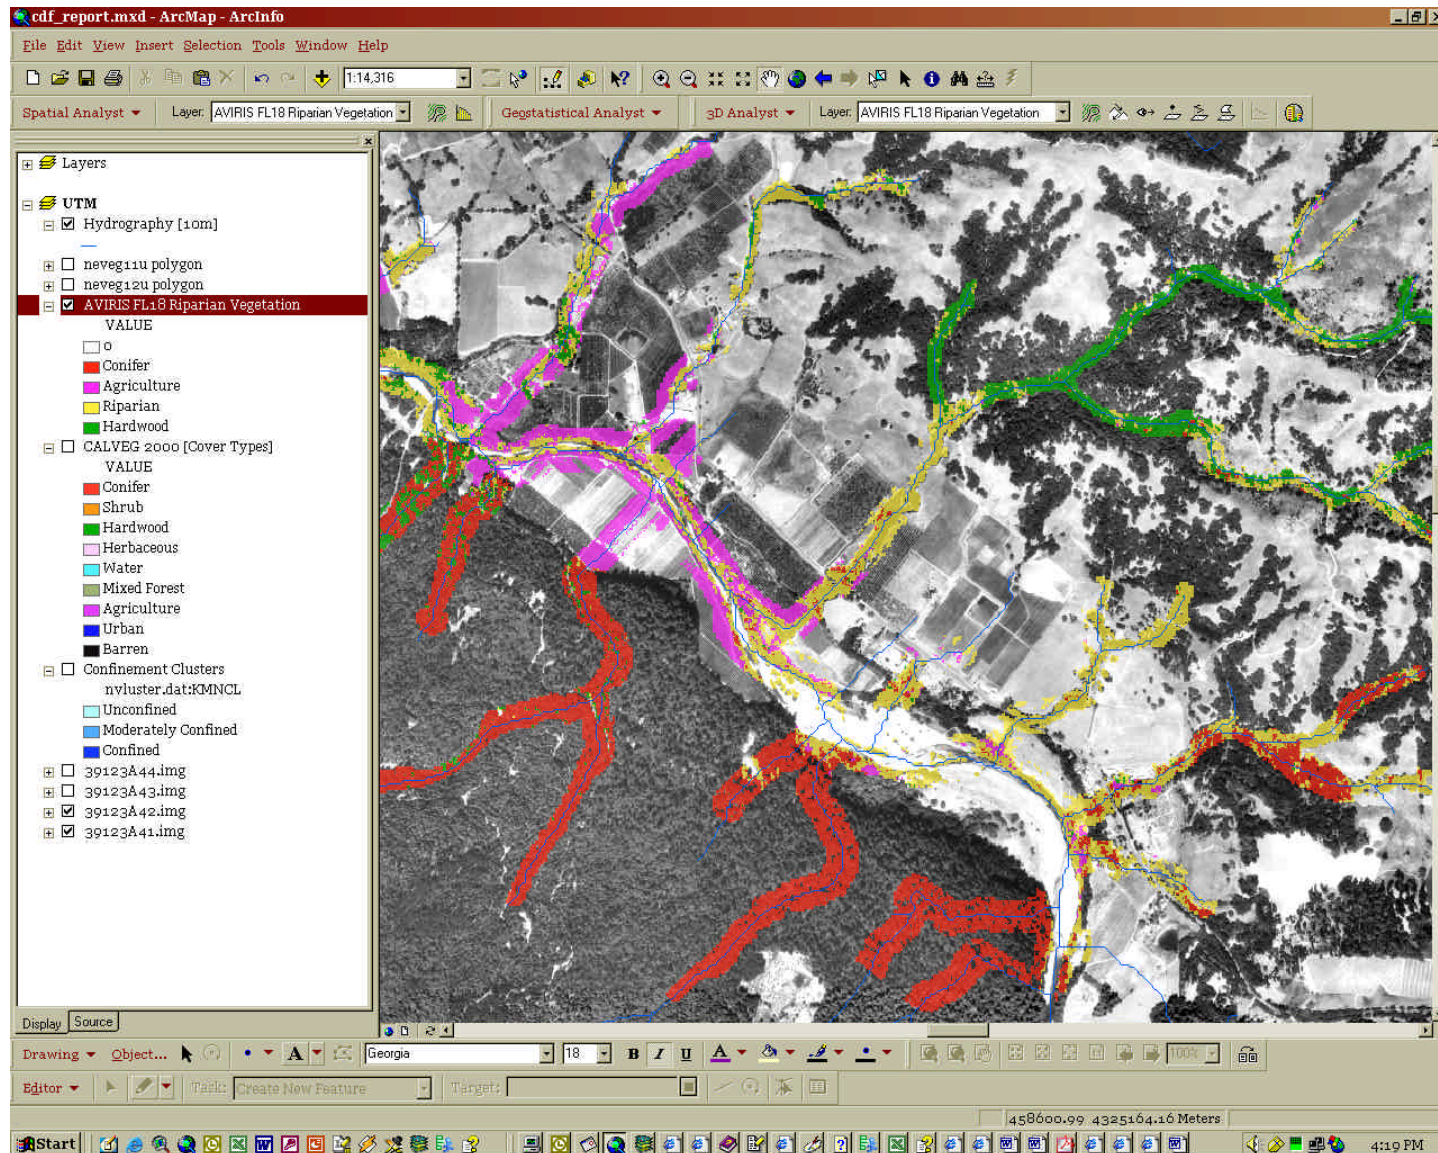 cdf_report.mxd - ArcMap - ArcInfo
File Edit View Insert Selection Tools Window Help
1:14,316
Spatial Analyst Layer: AVIRIS FL18 Riparian Vegetation Geostatistical Analyst 3D Analyst Layer: AVIRIS FL18 Riparian Vegetation
Layers
UTM
Hydrography [10m]
neveg11u polygon
neveg12u polygon
AVIRIS FL18 Riparian Vegetation
VALUE
0
Conifer
Agriculture
Riparian
Hardwood
CALVEG 2000 [Cover Types]
VALUE
Conifer
Shrub
Hardwood
Herbaceous
Water
Mixed Forest
Agriculture
Urban
Barren
Confinement Clusters
nvluster.dat:KMNCL
Unconfined
Moderately Confined
Confined
39123A44.img
39123A43.img
39123A42.img
39123A41.img
Display Source
Drawing Object... A Georgia 18 B I U A 100%
Editor Task: Create New Feature Target:
458600.99 4325164.16 Meters
Start 4:19 PM